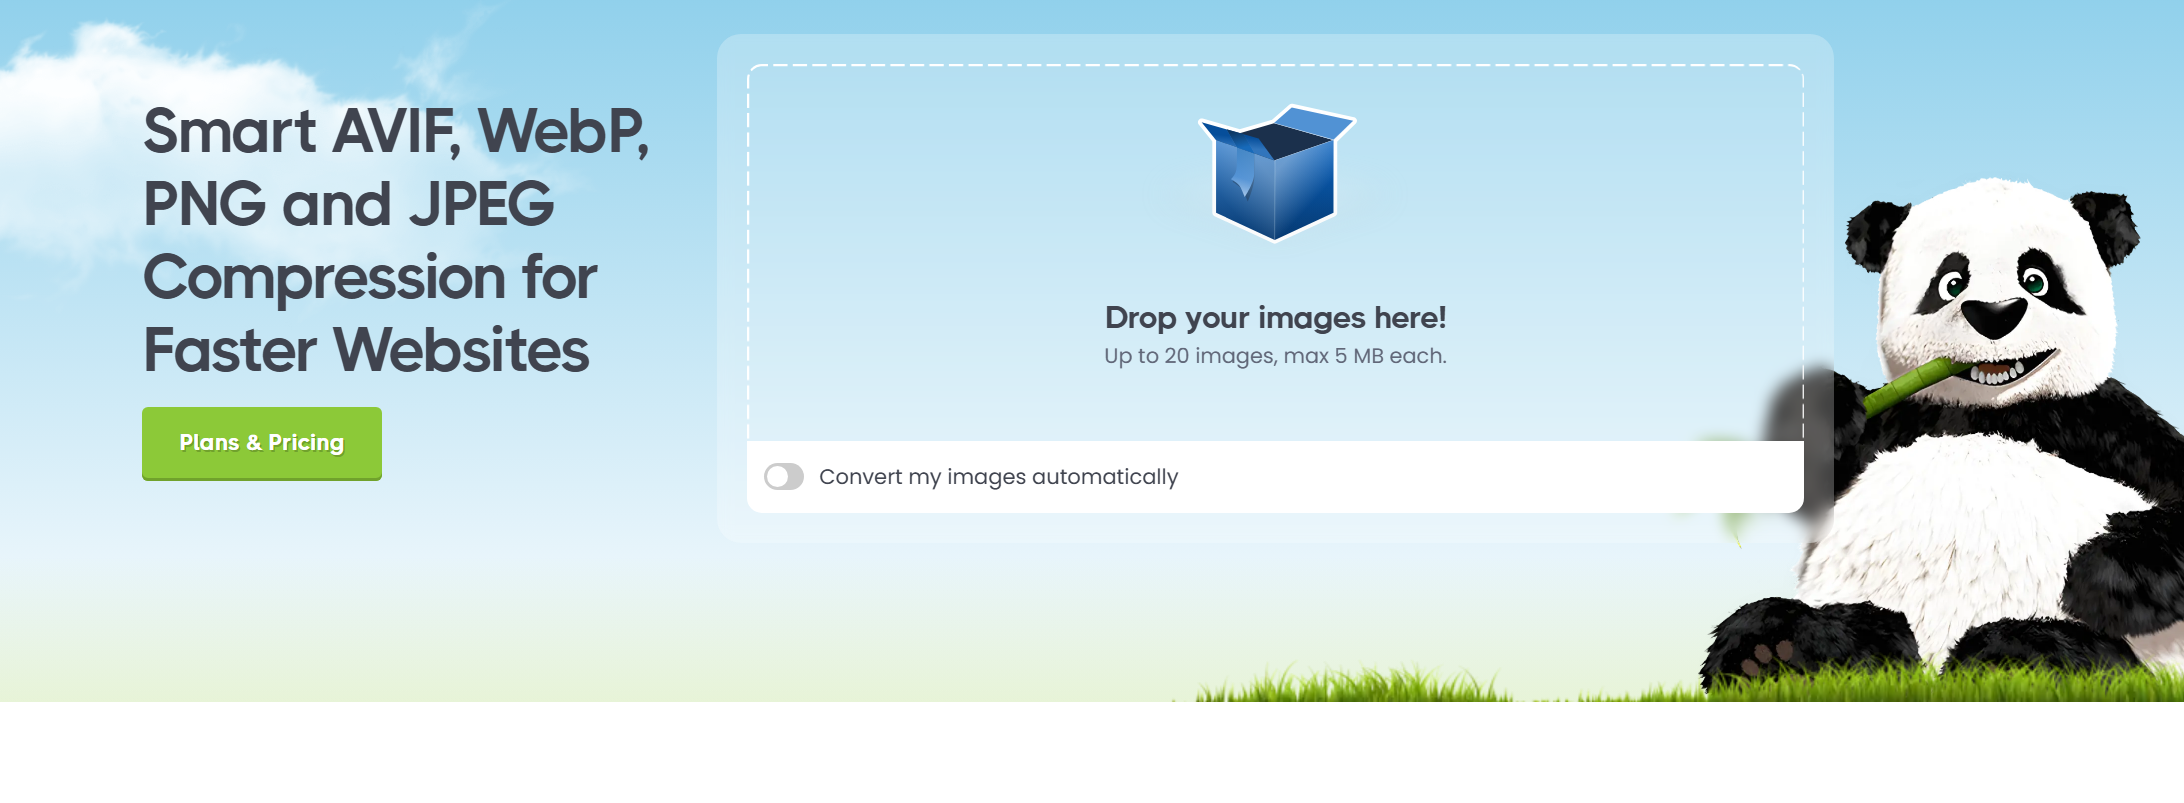 Smart AVIF, WebP,
PNG and JPEG
Compression for
Faster Websites
Plans & Pricing
Drop your images here!
Up to 20 images, max 5 MB each.
Convert my images automatically